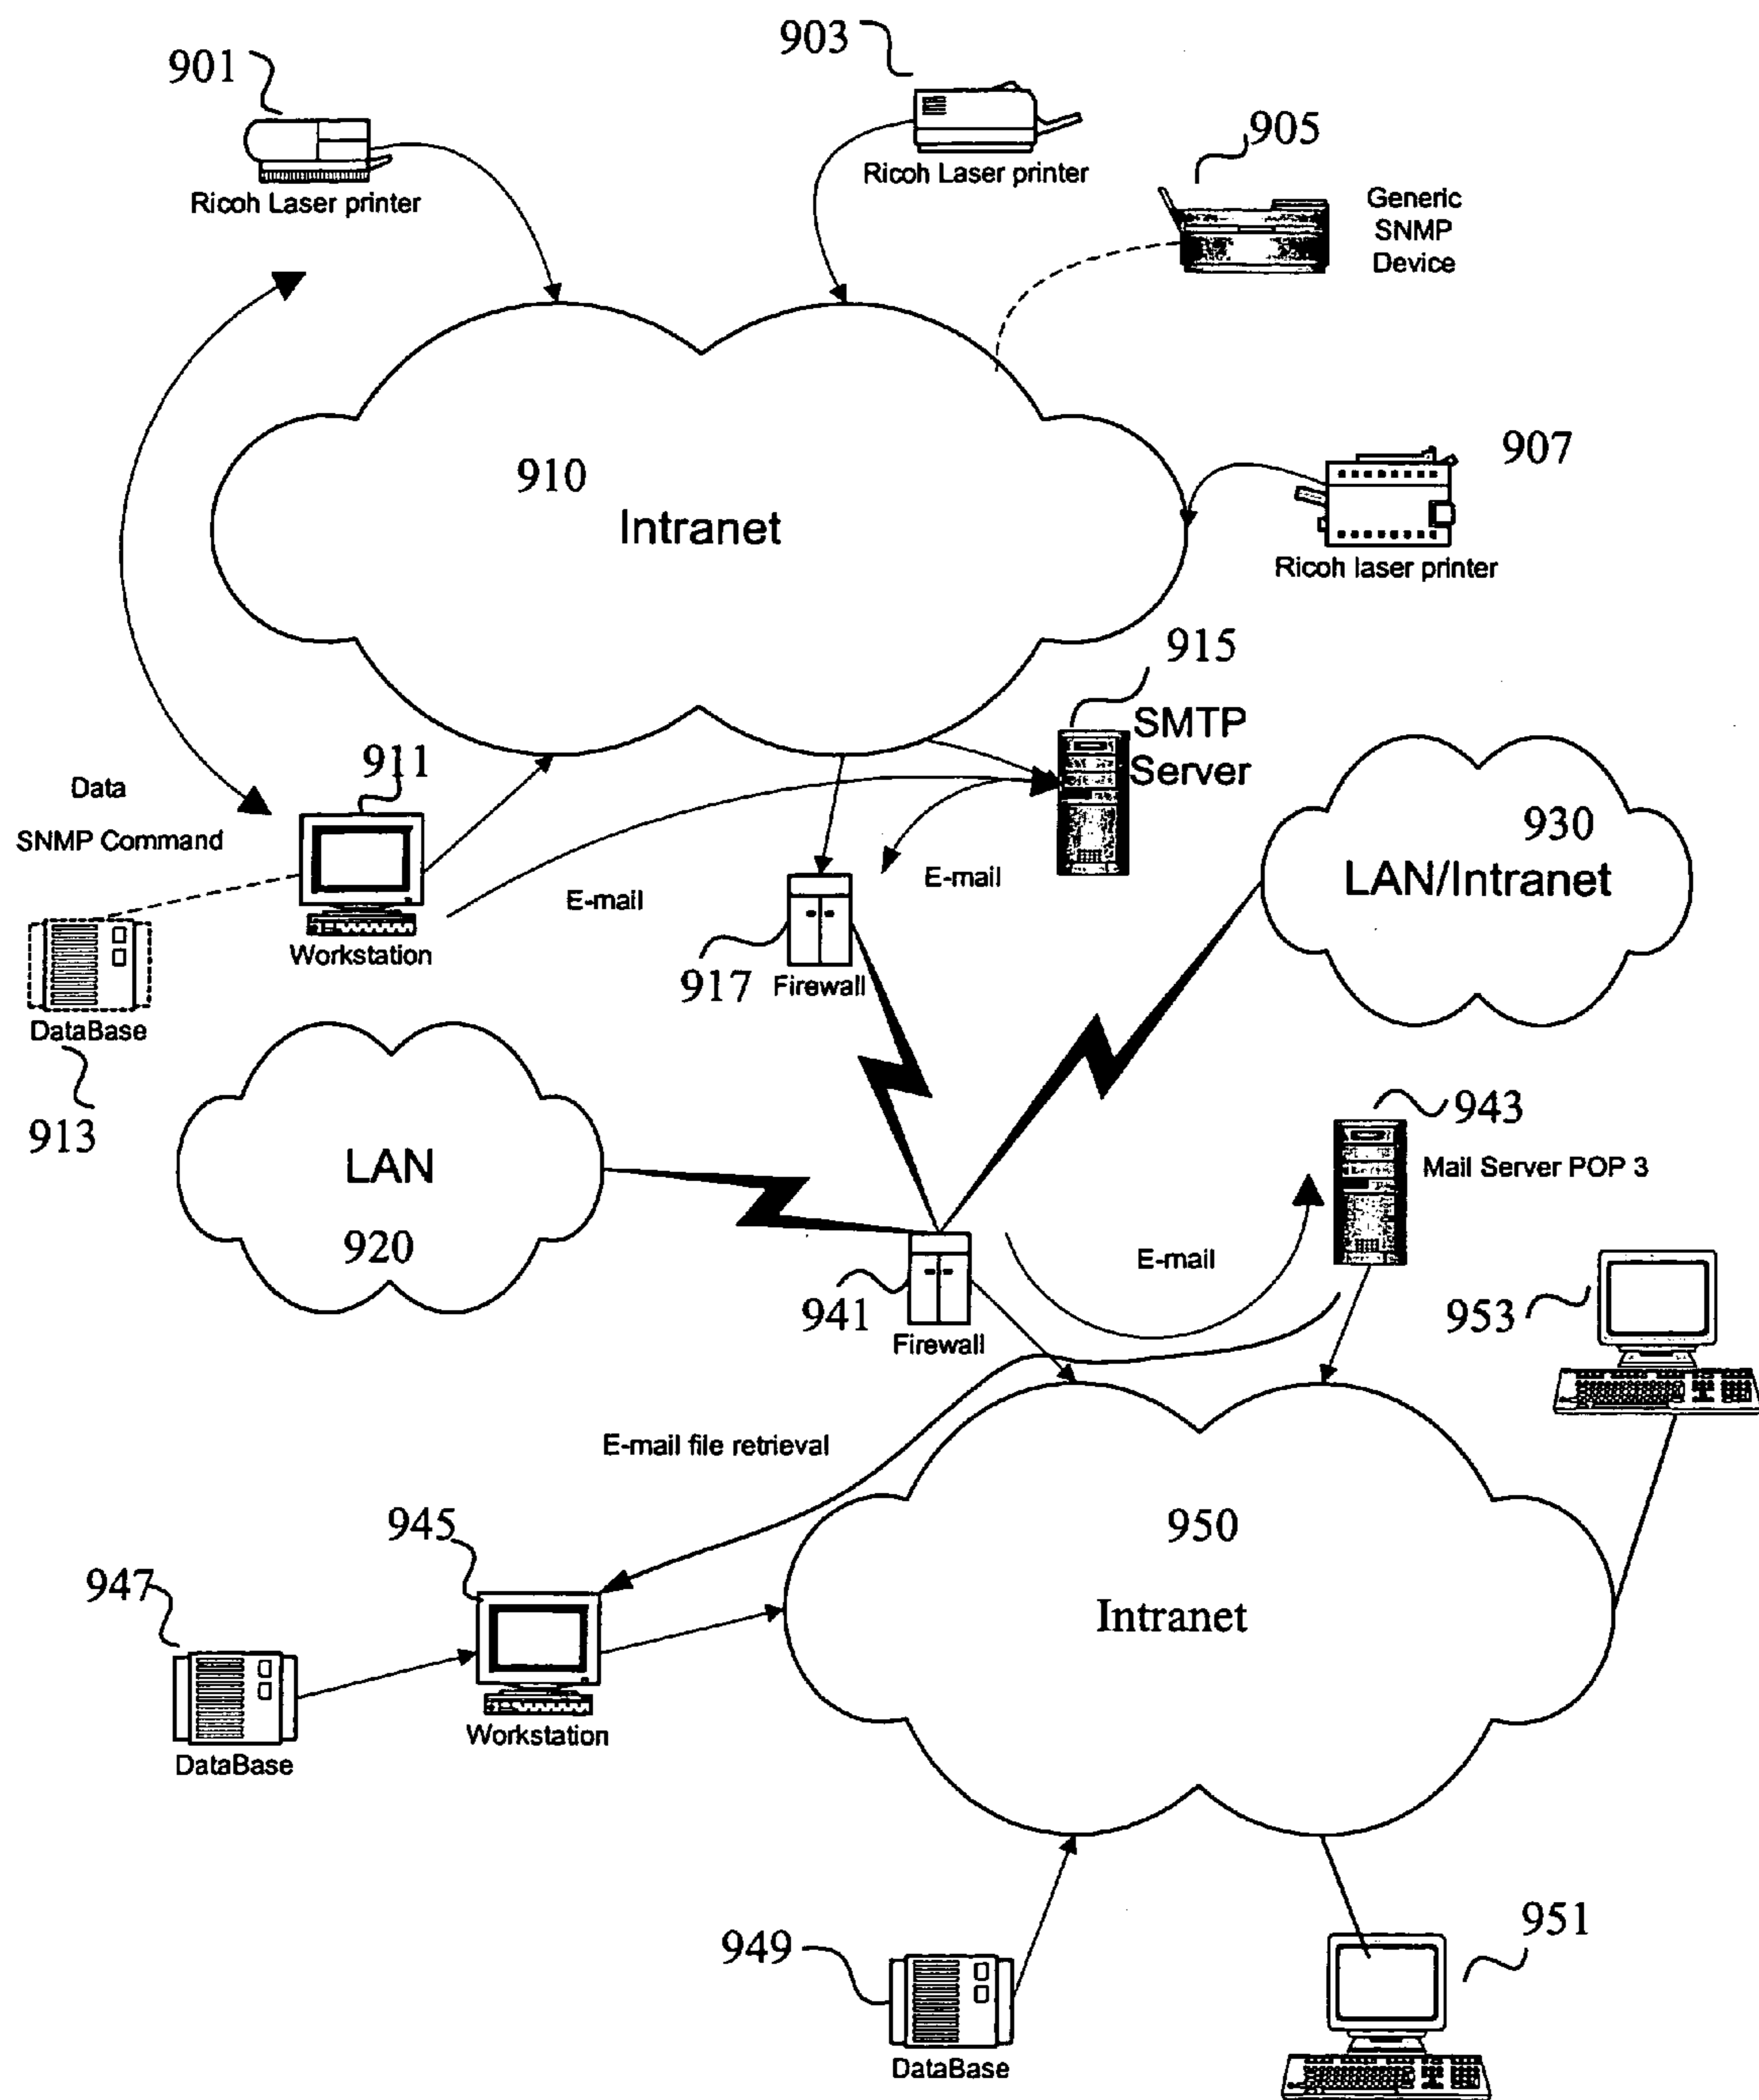 901
903
905
Ricoh Laser printer
Ricoh Laser printer
Generic
SNMP
Device
907
910
Intranet
Ricoh laser printer
915
SMTP
Server
911
Data
SNMP Command
930
LAN/Intranet
E-mail
E-mail
Workstation
917
Firewall
DataBase
913
943
Mail Server POP 3
LAN
920
E-mail
941
Firewall
953
E-mail file retrieval
945
950
947
Intranet
Workstation
DataBase
949
951
DataBase